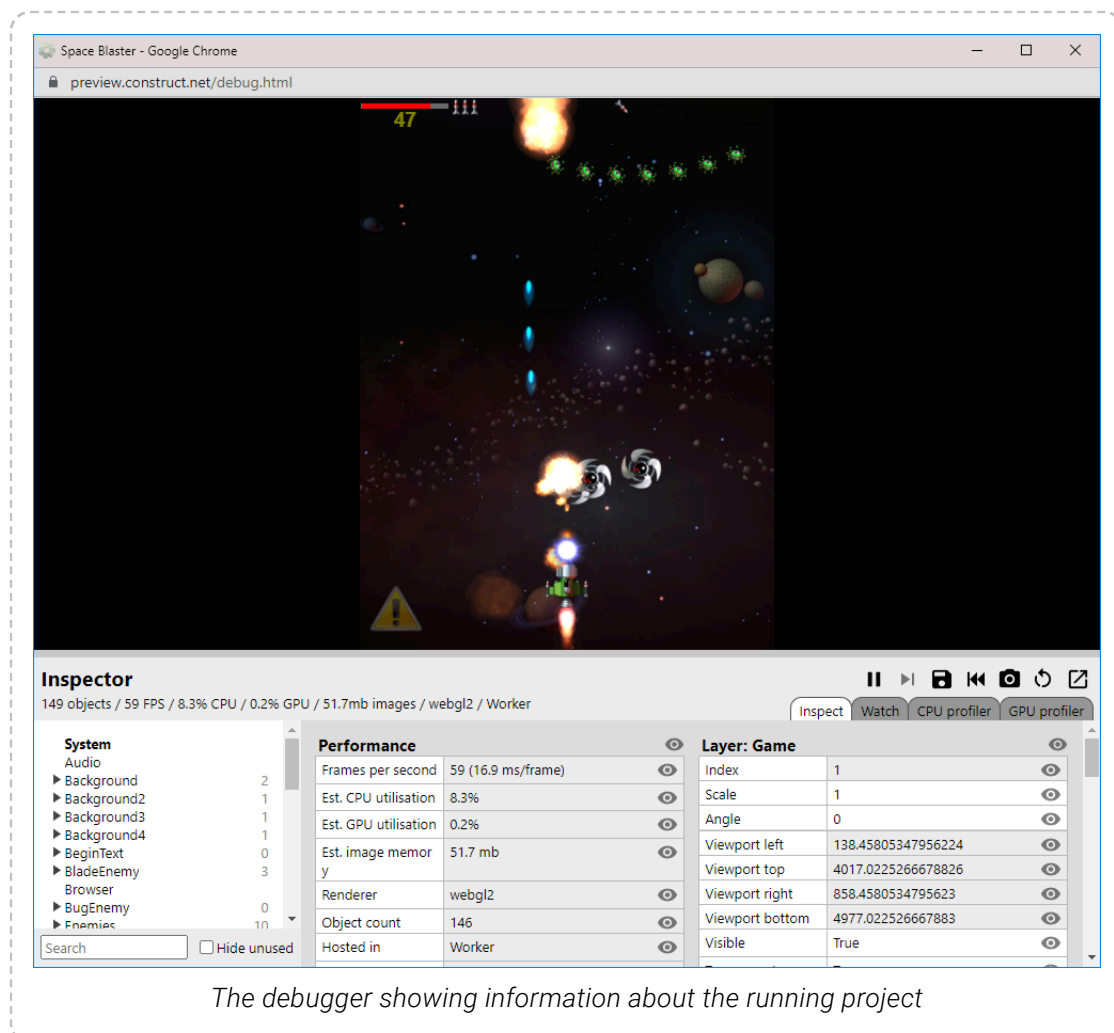 Space Blaster - Google Chrome
preview.construct.net/debug.html
47
Inspector
149 objects / 59 FPS / 8.3% CPU / 0.2% GPU / 51.7mb images / webgl2 / Worker
Inspect Watch CPU profiler GPU profiler
System
Audio
Background 2
Background2 1
Background3 1
Background4 1
BeginText 0
BladeEnemy 3
Browser
BugEnemy 0
Enemies 10
Search Hide unused
Performance
Frames per second 59 (16.9 ms/frame)
Est. CPU utilisation 8.3%
Est. GPU utilisation 0.2%
Est. image memor 51.7 mb
y
Renderer webgl2
Object count 146
Hosted in Worker
Layer: Game
Index 1
Scale 1
Angle 0
Viewport left 138.45805347956224
Viewport top 4017.0225266678826
Viewport right 858.4580534795623
Viewport bottom 4977.022526667883
Visible True
The debugger showing information about the running project